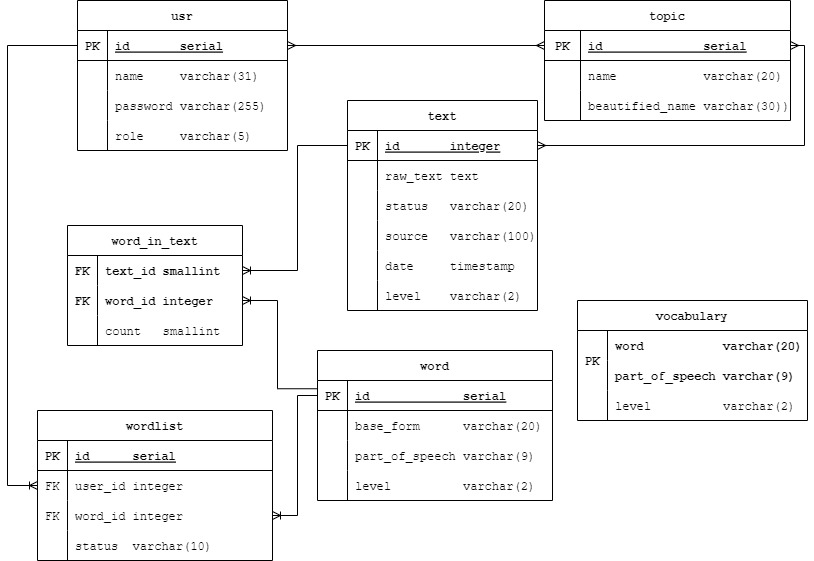 usr
PK id serial
name varchar(31)
password varchar(255)
role varchar(5)
topic
PK id serial
name varchar(20)
beautified_name varchar(30))
text
PK id integer
raw_text text
status varchar(20)
source varchar(100)
date timestamp
level varchar(2)
word_in_text
FK text_id smallint
FK word_id integer
count smallint
vocabulary
PK
word varchar(20)
part_of_speech varchar(9)
level varchar(2)
word
PK id serial
base_form varchar(20)
part_of_speech varchar(9)
level varchar(2)
wordlist
PK id serial
FK user_id integer
FK word_id integer
status varchar(10)